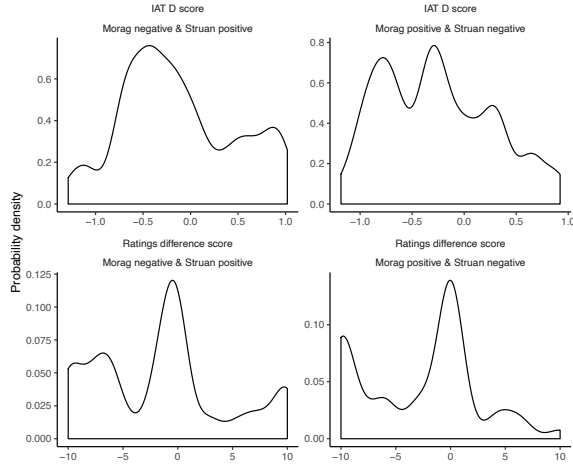 IAT D score
Morag negative & Struan positive
0.6
0.4
0.2
0.0
−1.0 −0.5 0.0 0.5 1.0
IAT D score
Morag positive & Struan negative
0.8
0.6
0.4
0.2
0.0
−1.0 −0.5 0.0 0.5
Probability density
Ratings difference score
Morag negative & Struan positive
0.125
0.100
0.075
0.050
0.025
0.000
−10 −5 0 5 10
Ratings difference score
Morag positive & Struan negative
0.10
0.05
0.00
−10 −5 0 5 10